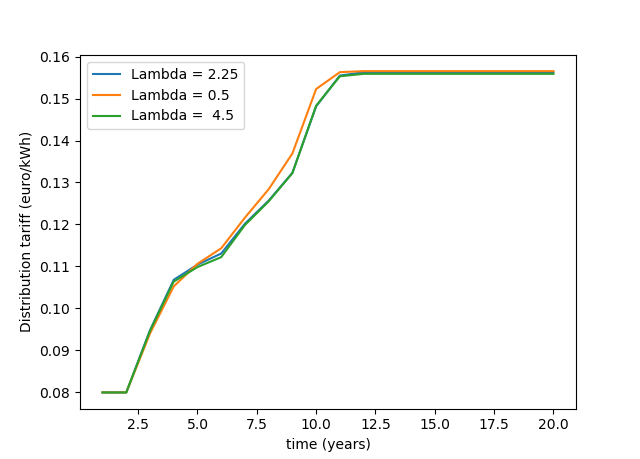 0.16
0.15
0.14
0.13
0.12
0.11
0.10
0.09
0.08
Distribution tariff (euro/kWh)
Lambda = 2.25
Lambda = 0.5
Lambda =  4.5
2.5 5.0 7.5 10.0 12.5 15.0 17.5 20.0
time (years)